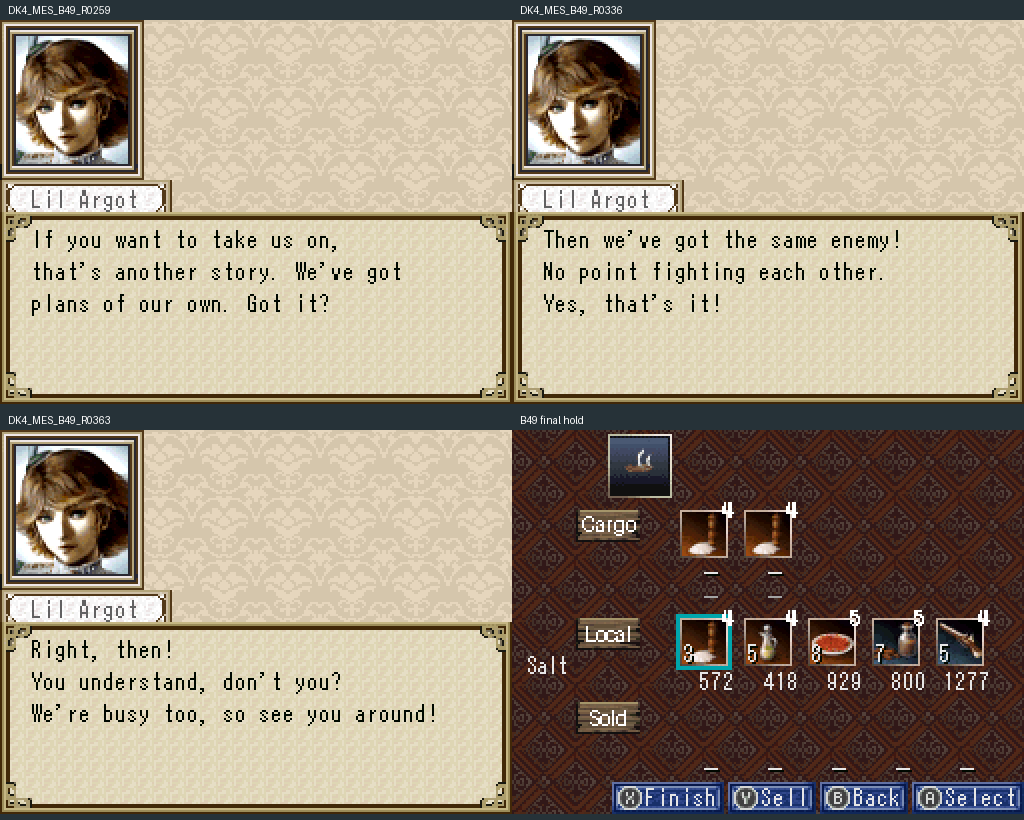 DK4_MES_B49_R0259
Lil Argot
If you want to take us on,
that's another story. We've got
plans of our own. Got it?
DK4_MES_B49_R0336
Lil Argot
Then we've got the same enemy!
No point fighting each other.
Yes, that's it!
DK4_MES_B49_R0363
Lil Argot
Right, then!
You understand, don't you?
We're busy too, so see you around!
B49 final hold
Cargo
4 4
— —
— —
Local
4 4 5 5 4
3 5 8 7 5
Salt
572 418 929 800 1277
Sold
— — — — —
XFinish YSell BBack ASelect